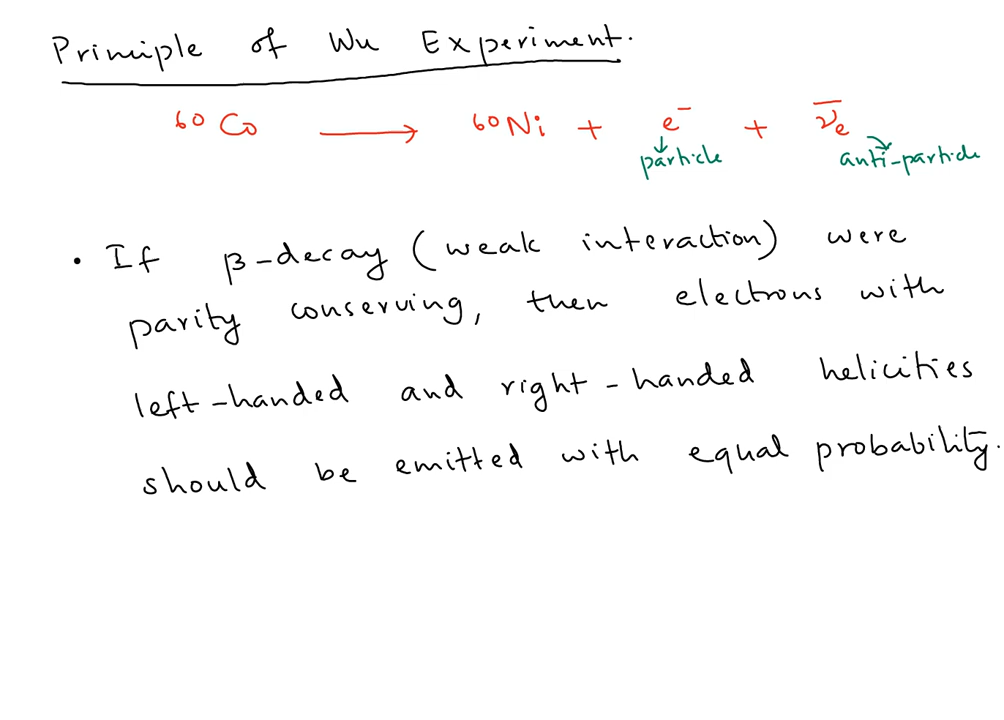 Principle of Wu Experiment.
⁶⁰Co ⟶ ⁶⁰Ni + e⁻ + ν̅ₑ
particle anti-particle
• If β-decay (weak interaction) were
parity conserving, then electrons with
left-handed and right-handed helicities
should be emitted with equal probability.